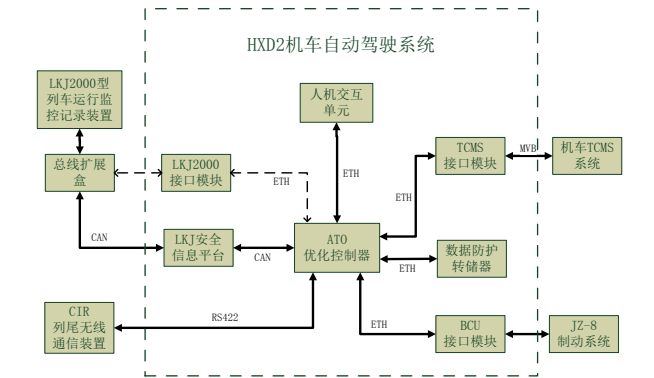 HXD2机车自动驾驶系统
LKJ2000型
列车运行监
控记录装置
人机交互
单元
总线扩展
盒
LKJ2000
接口模块
ETH
ETH
TCMS
接口模块
MVB
机车TCMS
系统
ETH
CAN
LKJ安全
信息平台
CAN
ATO
优化控制器
ETH
数据防护
转储器
CIR
列尾无线
通信装置
RS422
ETH
BCU
接口模块
JZ-8
制动系统